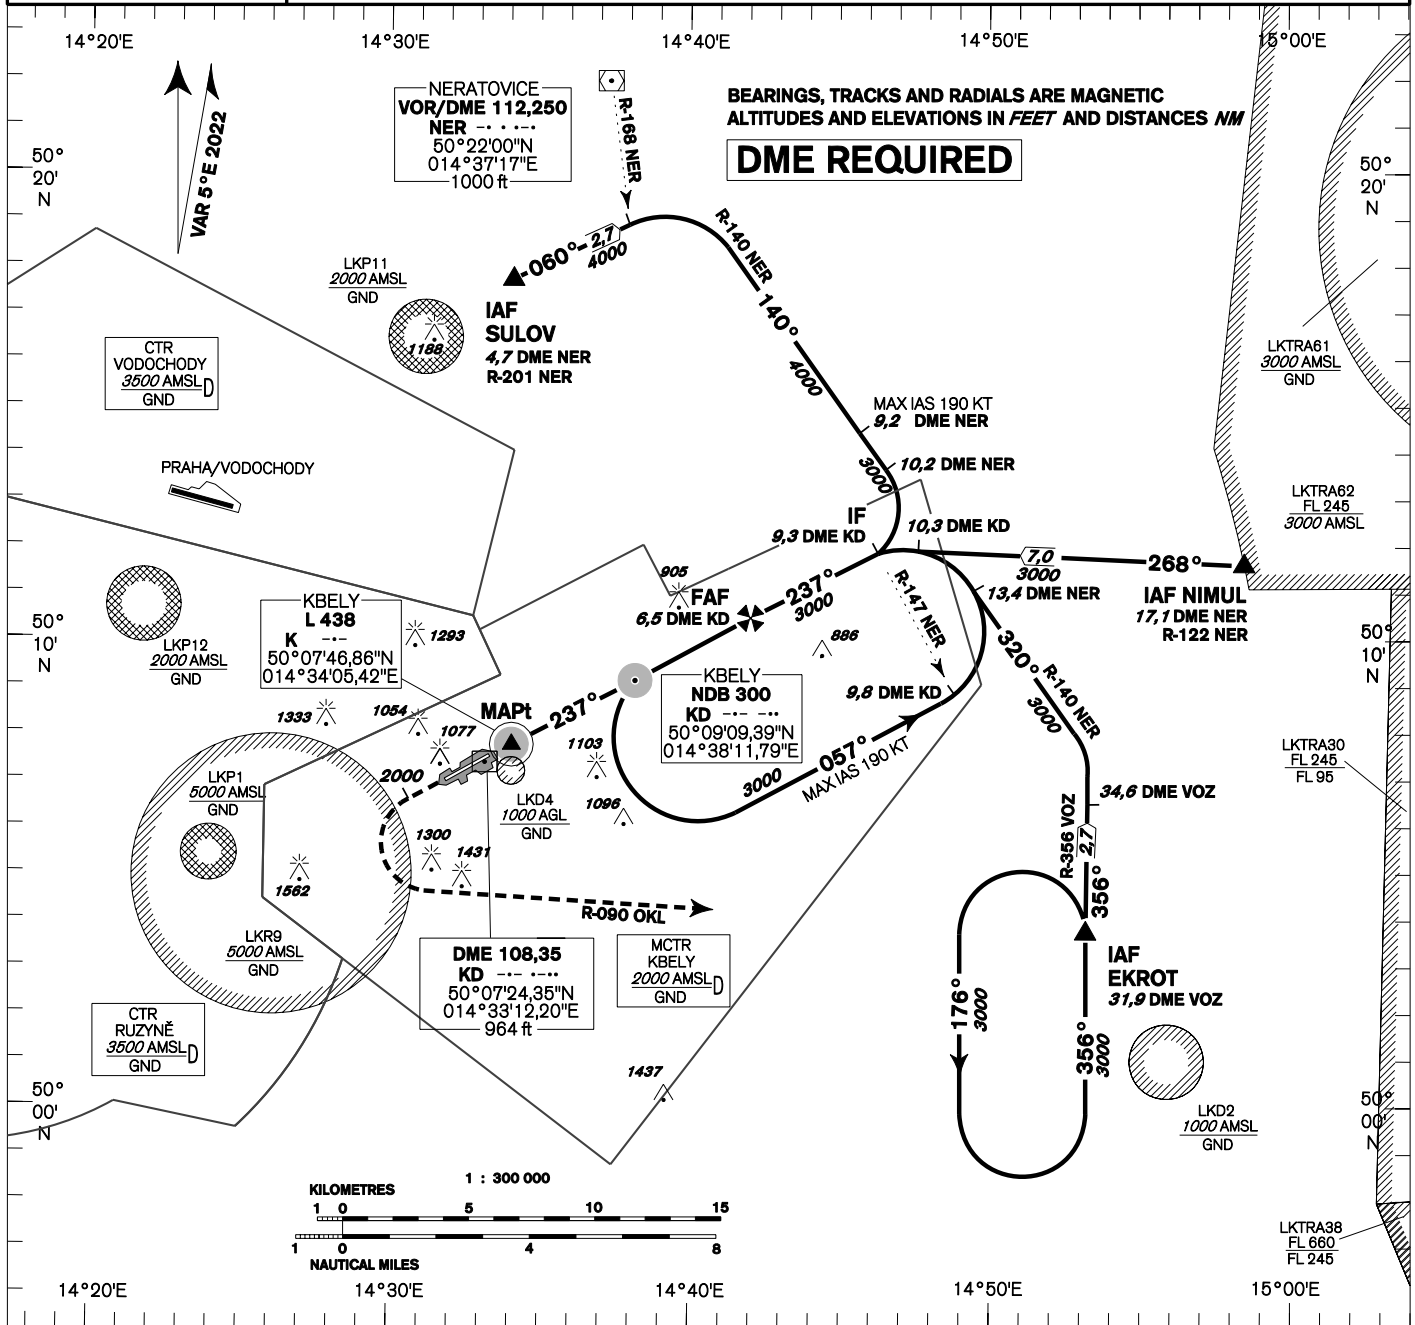 14°20'E
14°30'E
14°40'E
14°50'E
15°00'E
VAR 5°E 2022
NERATOVICE
VOR/DME 112,250
NER -· · ·-·
50°22'00"N
014°37'17"E
1000 ft
R-168 NER
BEARINGS, TRACKS AND RADIALS ARE MAGNETIC
ALTITUDES AND ELEVATIONS IN FEET AND DISTANCES NM
DME REQUIRED
50°
20'
N
50°
20'
N
060°
2,7
4000
R-140 NER
140°
4000
LKP11
2000 AMSL
GND
1188
IAF
SULOV
4,7 DME NER
R-201 NER
CTR
VODOCHODY
3500 AMSL D
GND
LKTRA61
3000 AMSL
GND
MAX IAS 190 KT
9,2 DME NER
10,2 DME NER
3000
PRAHA/VODOCHODY
LKTRA62
FL 245
3000 AMSL
IF
9,3 DME KD
10,3 DME KD
7,0
3000
268°
IAF NIMUL
17,1 DME NER
R-122 NER
13,4 DME NER
905
FAF
6,5 DME KD
237°
3000
R-147 NER
886
320°
R-140 NER
3000
50°
10'
N
50°
10'
N
KBELY
L 438
K -·-
50°07'46,86"N
014°34'05,42"E
1293
LKP12
2000 AMSL
GND
KBELY
NDB 300
KD -·- -··
50°09'09,39"N
014°38'11,79"E
9,8 DME KD
MAPt
237°
1333
1054
1077
1103
057°
MAX IAS 190 KT
3000
LKTRA30
FL 245
FL 95
LKP1
5000 AMSL
GND
2000
LKD4
1000 AGL
GND
1096
34,6 DME VOZ
R-356 VOZ
2,7
356°
1300
1431
1562
R-090 OKL
LKR9
5000 AMSL
GND
DME 108,35
KD -·- -··
50°07'24,35"N
014°33'12,20"E
964 ft
MCTR
KBELY
2000 AMSL D
GND
IAF
EKROT
31,9 DME VOZ
176°
3000
356°
3000
CTR
RUZYNĚ
3500 AMSL D
GND
1437
50°
00'
N
50°
00'
N
LKD2
1000 AMSL
GND
1 : 300 000
KILOMETRES
1 0 5 10 15
1 0 4 8
NAUTICAL MILES
LKTRA38
FL 660
FL 245
14°20'E
14°30'E
14°40'E
14°50'E
15°00'E